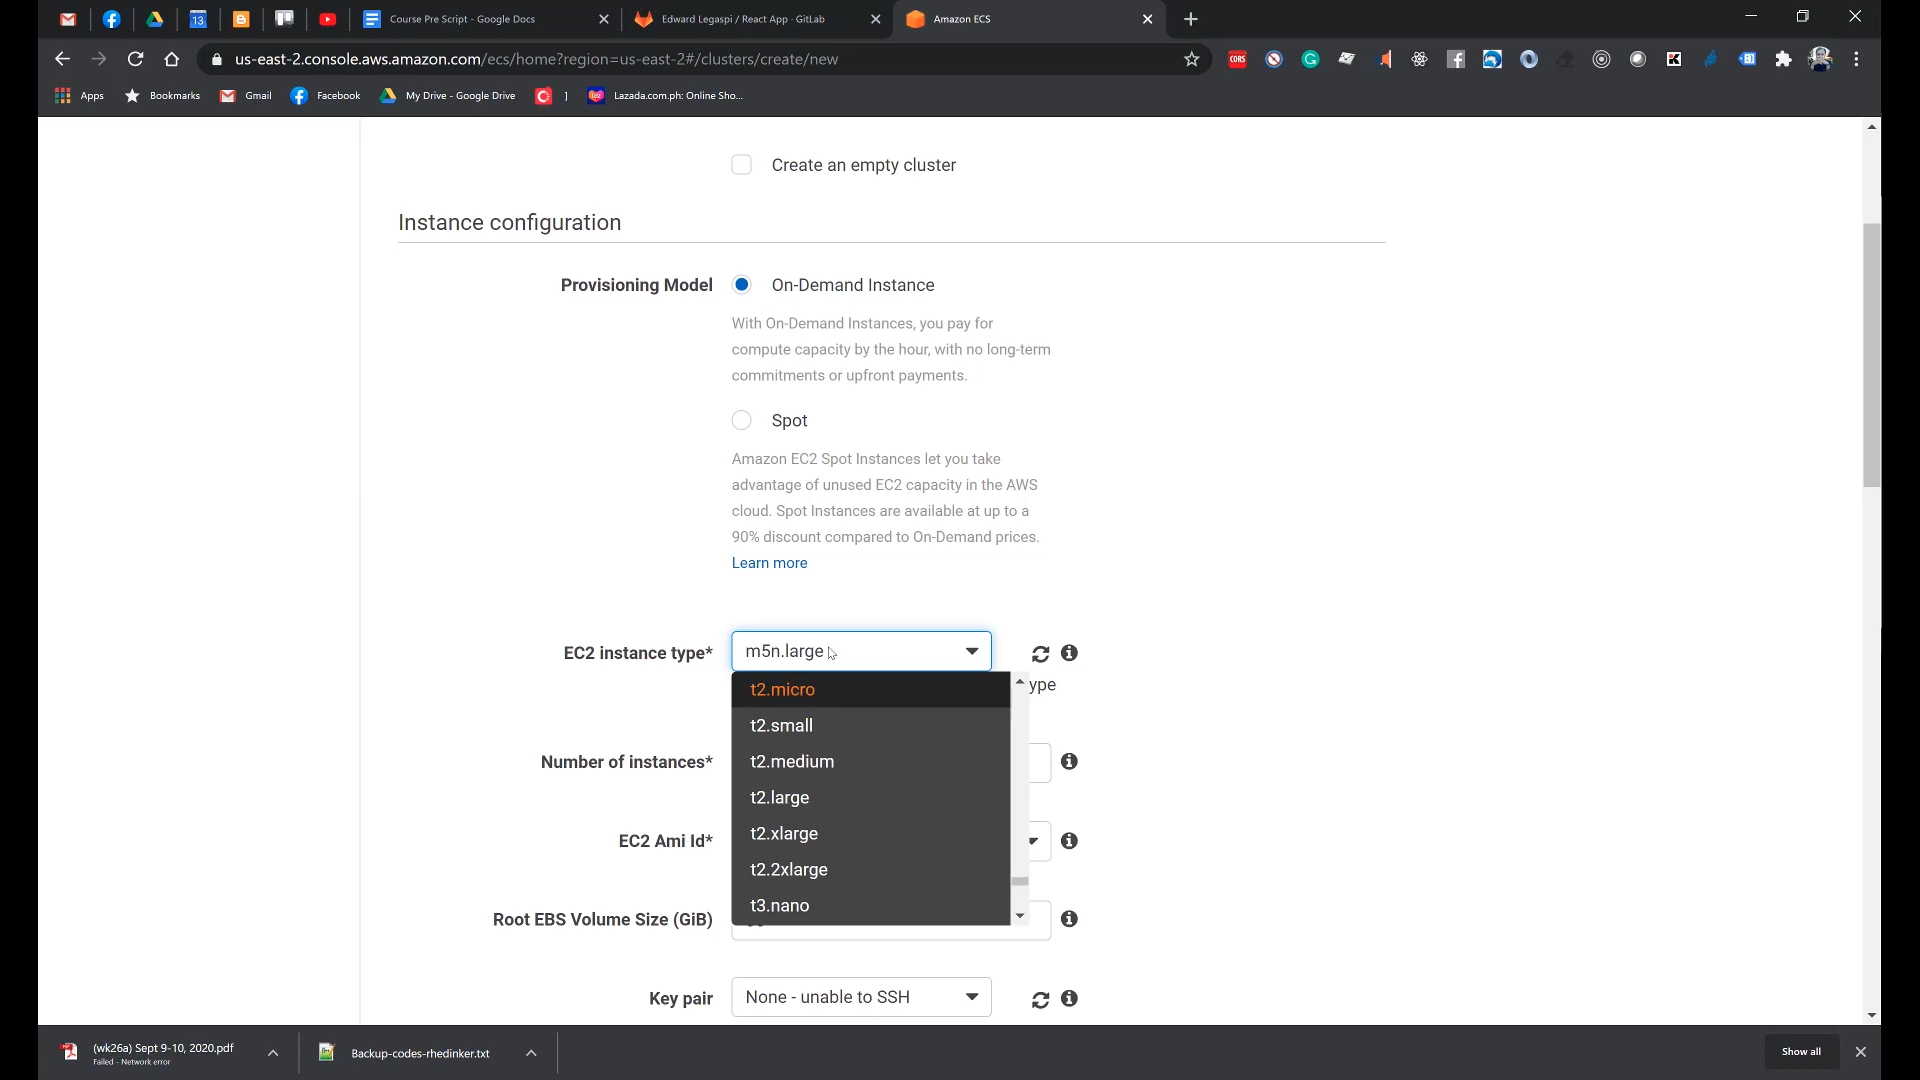 Course Pre Script - Google Docs
Edward Legaspi / React App · GitLab
Amazon ECS
13
us-east-2.console.aws.amazon.com/ecs/home?region=us-east-2#/clusters/create/new
CORS
Apps
Bookmarks
Gmail
Facebook
My Drive - Google Drive
]
Lazada.com.ph: Online Sho...
Create an empty cluster
Instance configuration
Provisioning Model
On-Demand Instance
With On-Demand Instances, you pay for
compute capacity by the hour, with no long-term
commitments or upfront payments.
Spot
Amazon EC2 Spot Instances let you take
advantage of unused EC2 capacity in the AWS
cloud. Spot Instances are available at up to a
90% discount compared to On-Demand prices.
Learn more
EC2 instance type*
m5n.large
ype
t2.micro
t2.small
t2.medium
t2.large
t2.xlarge
t2.2xlarge
t3.nano
Number of instances*
EC2 Ami Id*
Root EBS Volume Size (GiB)
Key pair
None - unable to SSH
(wk26a) Sept 9-10, 2020.pdf
Failed - Network error
Backup-codes-rhedinker.txt
Show all